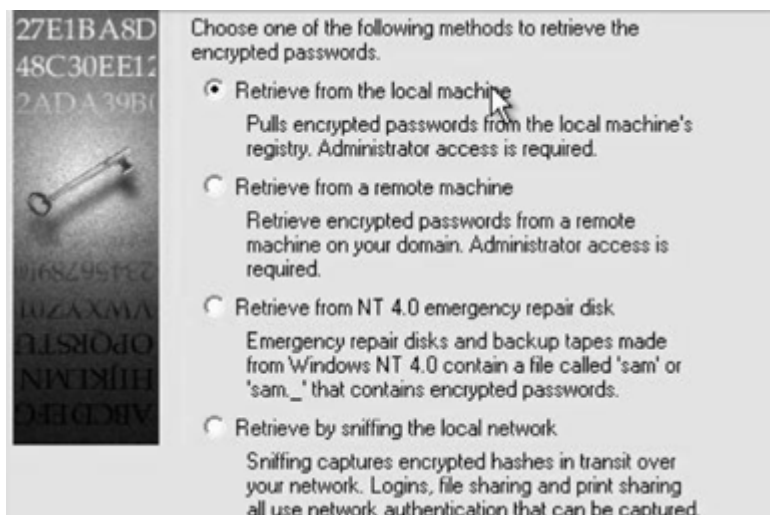 27E1BA8D
48C30EE12
2ADA39B0
Choose one of the following methods to retrieve the
encrypted passwords.
Retrieve from the local machine
Pulls encrypted passwords from the local machine's
registry. Administrator access is required.
Retrieve from a remote machine
Retrieve encrypted passwords from a remote
machine on your domain. Administrator access is
required.
Retrieve from NT 4.0 emergency repair disk
Emergency repair disks and backup tapes made
from Windows NT 4.0 contain a file called 'sam' or
'sam._' that contains encrypted passwords.
Retrieve by sniffing the local network
Sniffing captures encrypted hashes in transit over
your network. Logins, file sharing and print sharing
all use network authentication that can be captured.